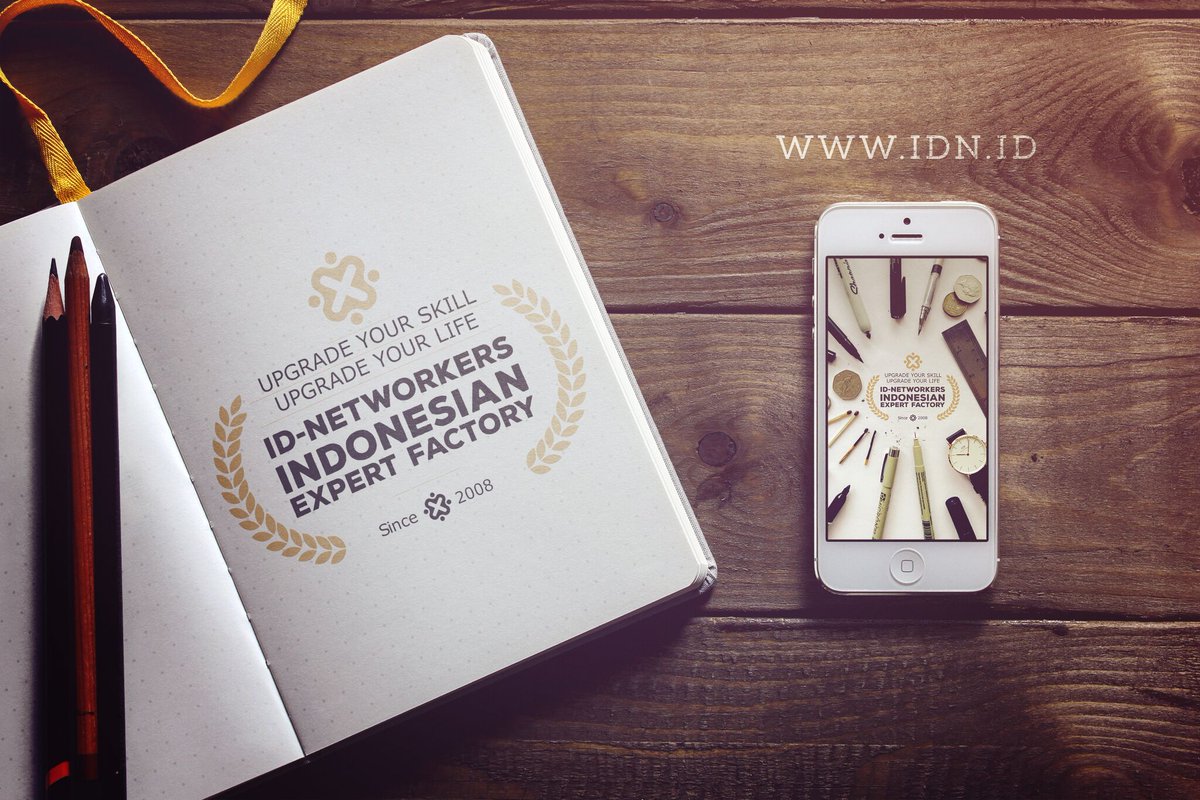 UPGRADE YOUR SKILL
UPGRADE YOUR LIFE
ID-NETWORKERS
INDONESIAN
EXPERT FACTORY
Since 2008
WWW.IDN.ID
UPGRADE YOUR SKILL
UPGRADE YOUR LIFE
ID-NETWORKERS
INDONESIAN
EXPERT FACTORY
Since 2008